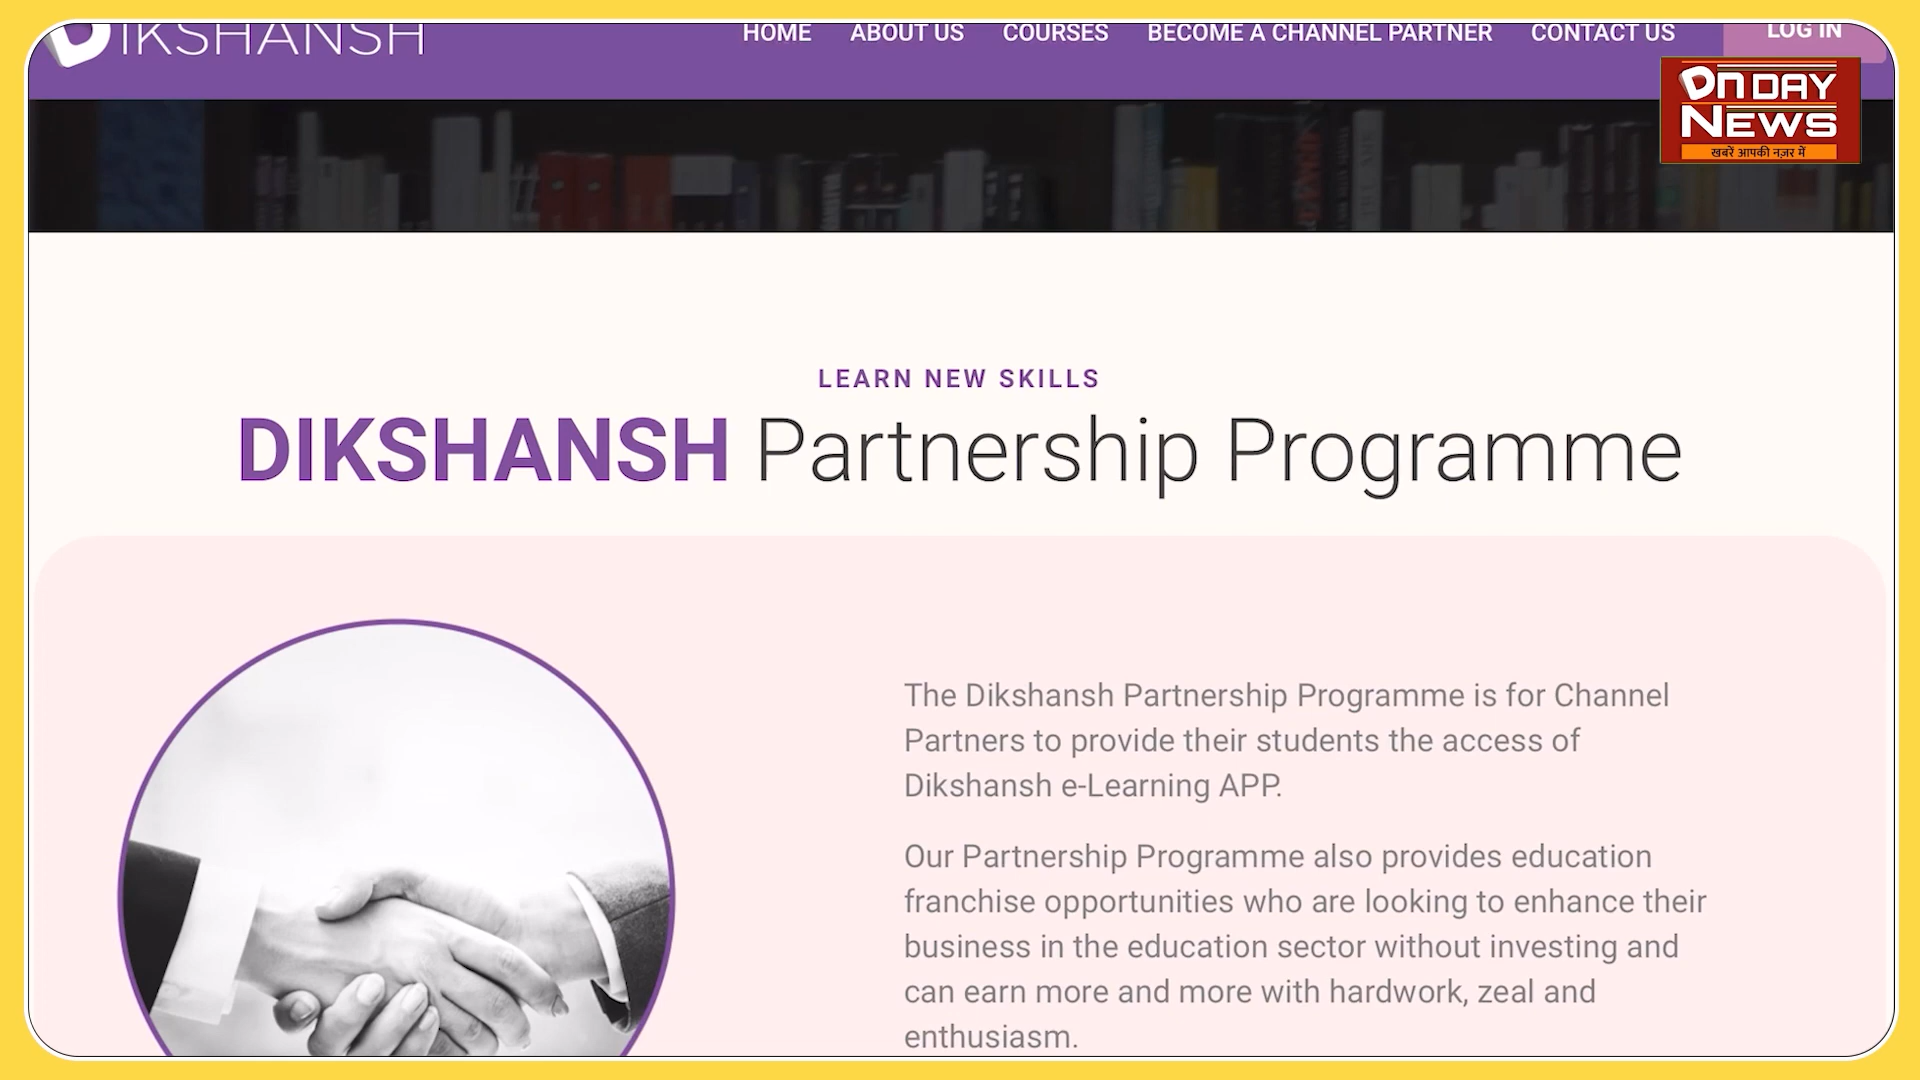 DIKSHANSH
HOME ABOUT US COURSES BECOME A CHANNEL PARTNER CONTACT US LOG IN
ON DAY
NEWS
खबरें आपकी नज़र में
LEARN NEW SKILLS
DIKSHANSH Partnership Programme
The Dikshansh Partnership Programme is for Channel
Partners to provide their students the access of
Dikshansh e-Learning APP.
Our Partnership Programme also provides education
franchise opportunities who are looking to enhance their
business in the education sector without investing and
can earn more and more with hardwork, zeal and
enthusiasm.